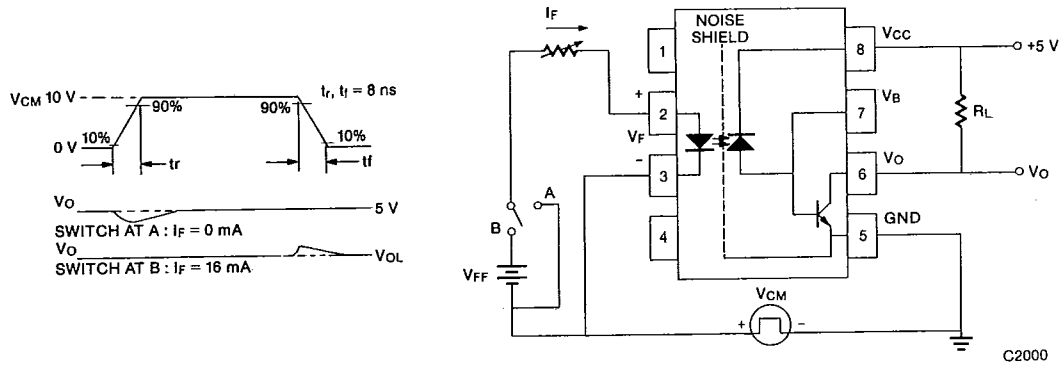 VCM 10 V
90%
90%
tr, tf = 8 ns
10%
10%
0 V
tr
tf
VO
5 V
SWITCH AT A : IF = 0 mA
VO
VOL
SWITCH AT B : IF = 16 mA
IF
NOISE
SHIELD
1
8
VCC
+5 V
+
2
VB
7
RL
VF
-
3
VO
6
VO
A
B
4
GND
5
VFF
VCM
+
-
C2000